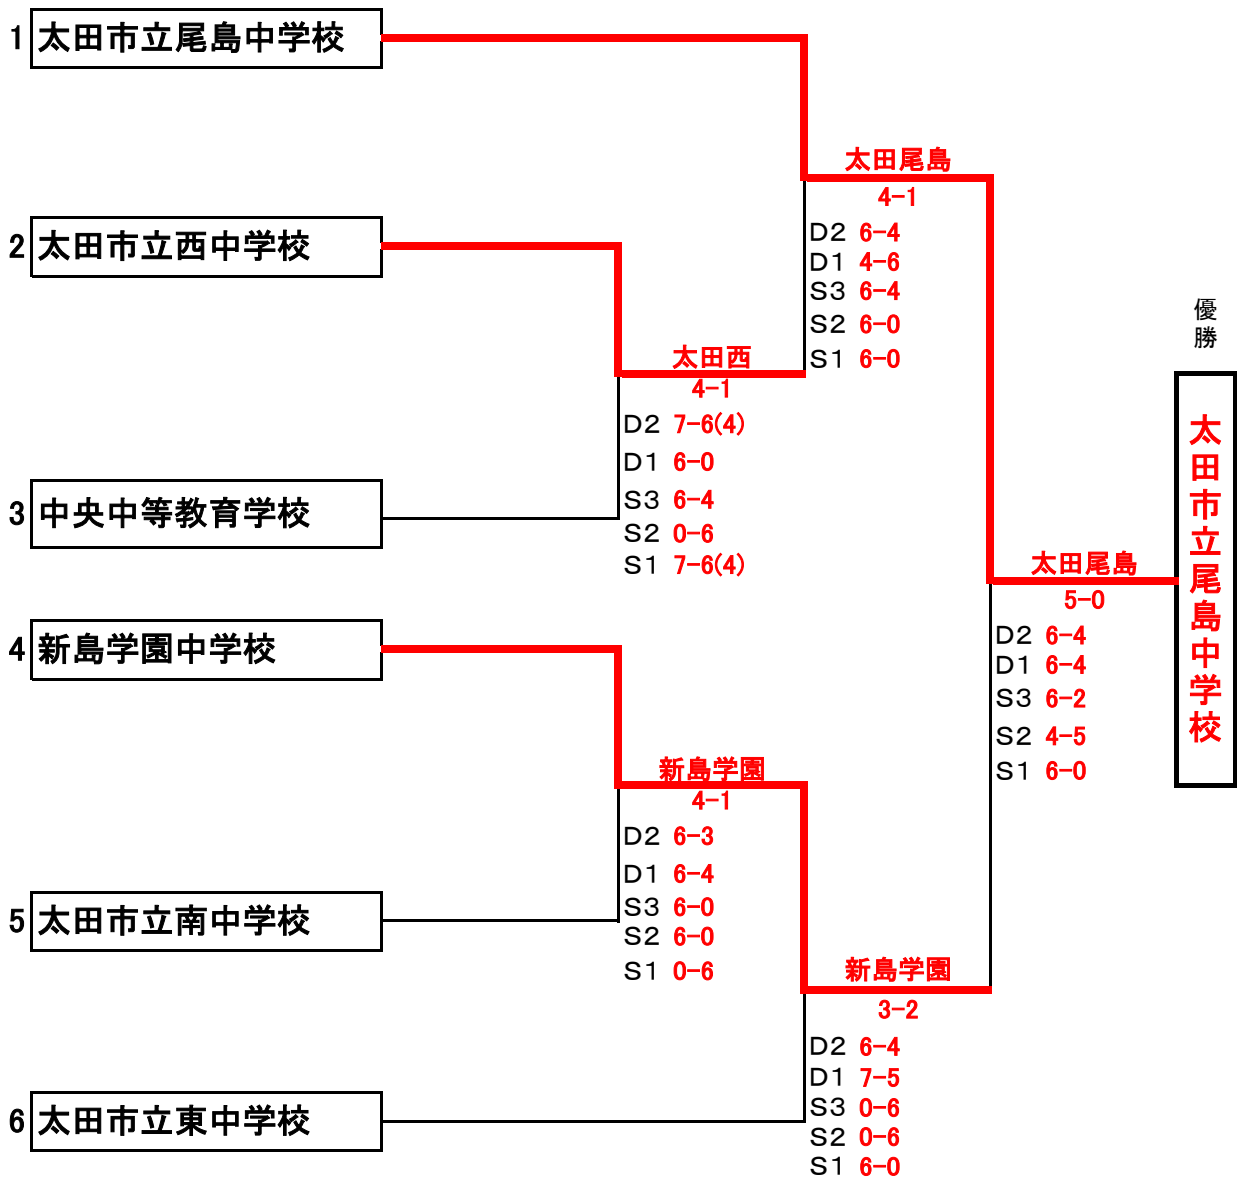 1 太田市立尾島中学校
太田尾島
4-1
D2 6-4
D1 4-6
S3 6-4
S2 6-0
S1 6-0
2 太田市立西中学校
太田西
4-1
D2 7-6(4)
D1 6-0
S3 6-4
S2 0-6
S1 7-6(4)
3 中央中等教育学校
優勝
太田市立尾島中学校
太田尾島
5-0
D2 6-4
D1 6-4
S3 6-2
S2 4-5
S1 6-0
4 新島学園中学校
新島学園
4-1
D2 6-3
D1 6-4
S3 6-0
S2 6-0
S1 0-6
5 太田市立南中学校
新島学園
3-2
D2 6-4
D1 7-5
S3 0-6
S2 0-6
S1 6-0
6 太田市立東中学校